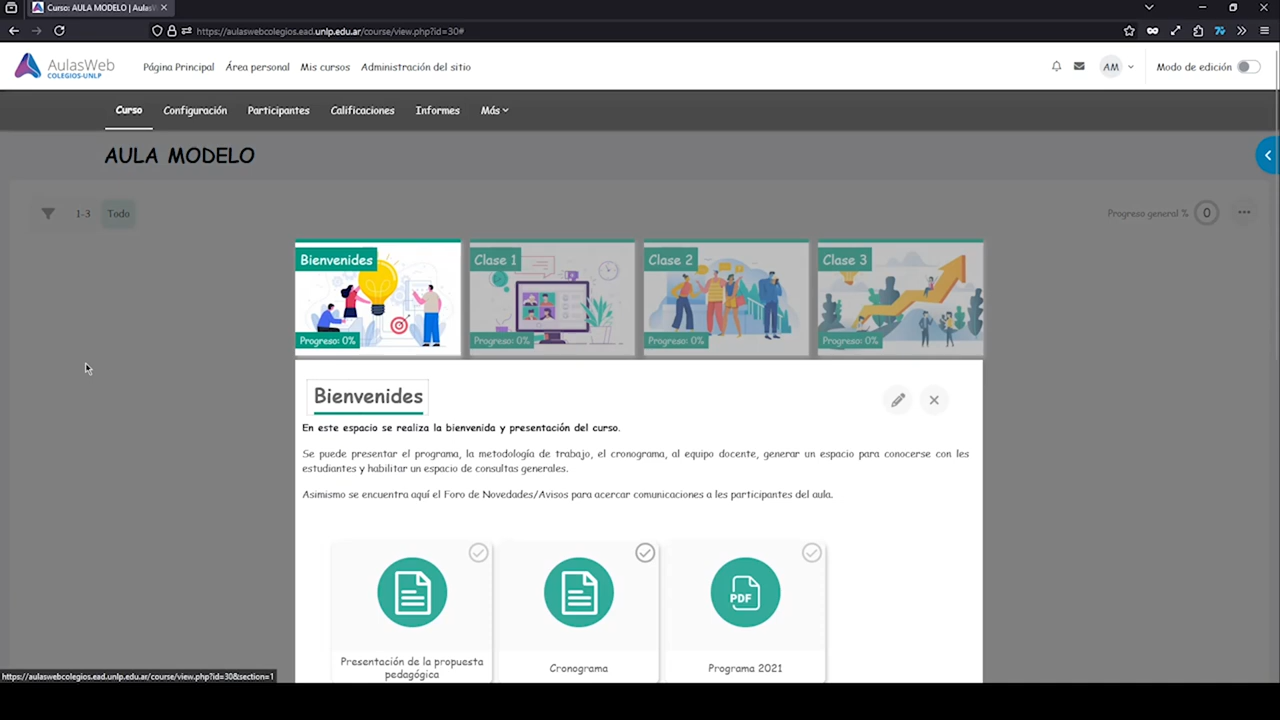 Curso: AULA MODELO | AulasW
https://aulaswebcolegios.ead.unlp.edu.ar/course/view.php?id=30#
AulasWeb
COLEGIOS-UNLP
Página Principal
Área personal
Mis cursos
Administración del sitio
AM
Modo de edición
Curso
Configuración
Participantes
Calificaciones
Informes
Más
AULA MODELO
1-3
Todo
Progreso general %
0
Bienvenides
Progreso: 0%
Clase 1
Progreso: 0%
Clase 2
Progreso: 0%
Clase 3
Progreso: 0%
Bienvenides
En este espacio se realiza la bienvenida y presentación del curso.
Se puede presentar el programa, la metodología de trabajo, el cronograma, al equipo docente, generar un espacio para conocerse con les
estudiantes y habilitar un espacio de consultas generales.
Asimismo se encuentra aquí el Foro de Novedades/Avisos para acercar comunicaciones a les participantes del aula.
PDF
Presentación de la propuesta
pedagógica
Cronograma
Programa 2021
https://aulaswebcolegios.ead.unlp.edu.ar/course/view.php?id=30&section=1